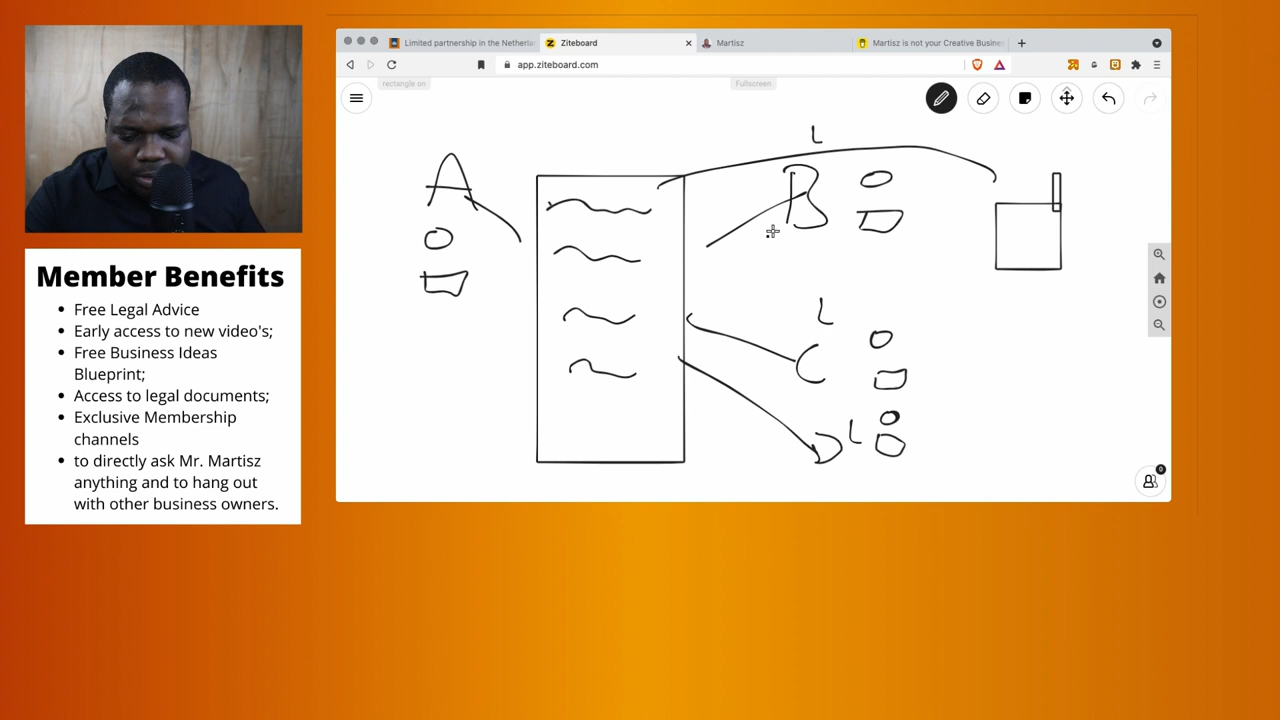 Limited partnership in the Netherla
Ziteboard
Martisz
Martisz is not your Creative Busines
app.ziteboard.com
rectangle on
Fullscreen
L
A
B
L
C
D L
0
Member Benefits
Free Legal Advice
Early access to new video's;
Free Business Ideas
Blueprint;
Access to legal documents;
Exclusive Membership
channels
to directly ask Mr. Martisz
anything and to hang out
with other business owners.